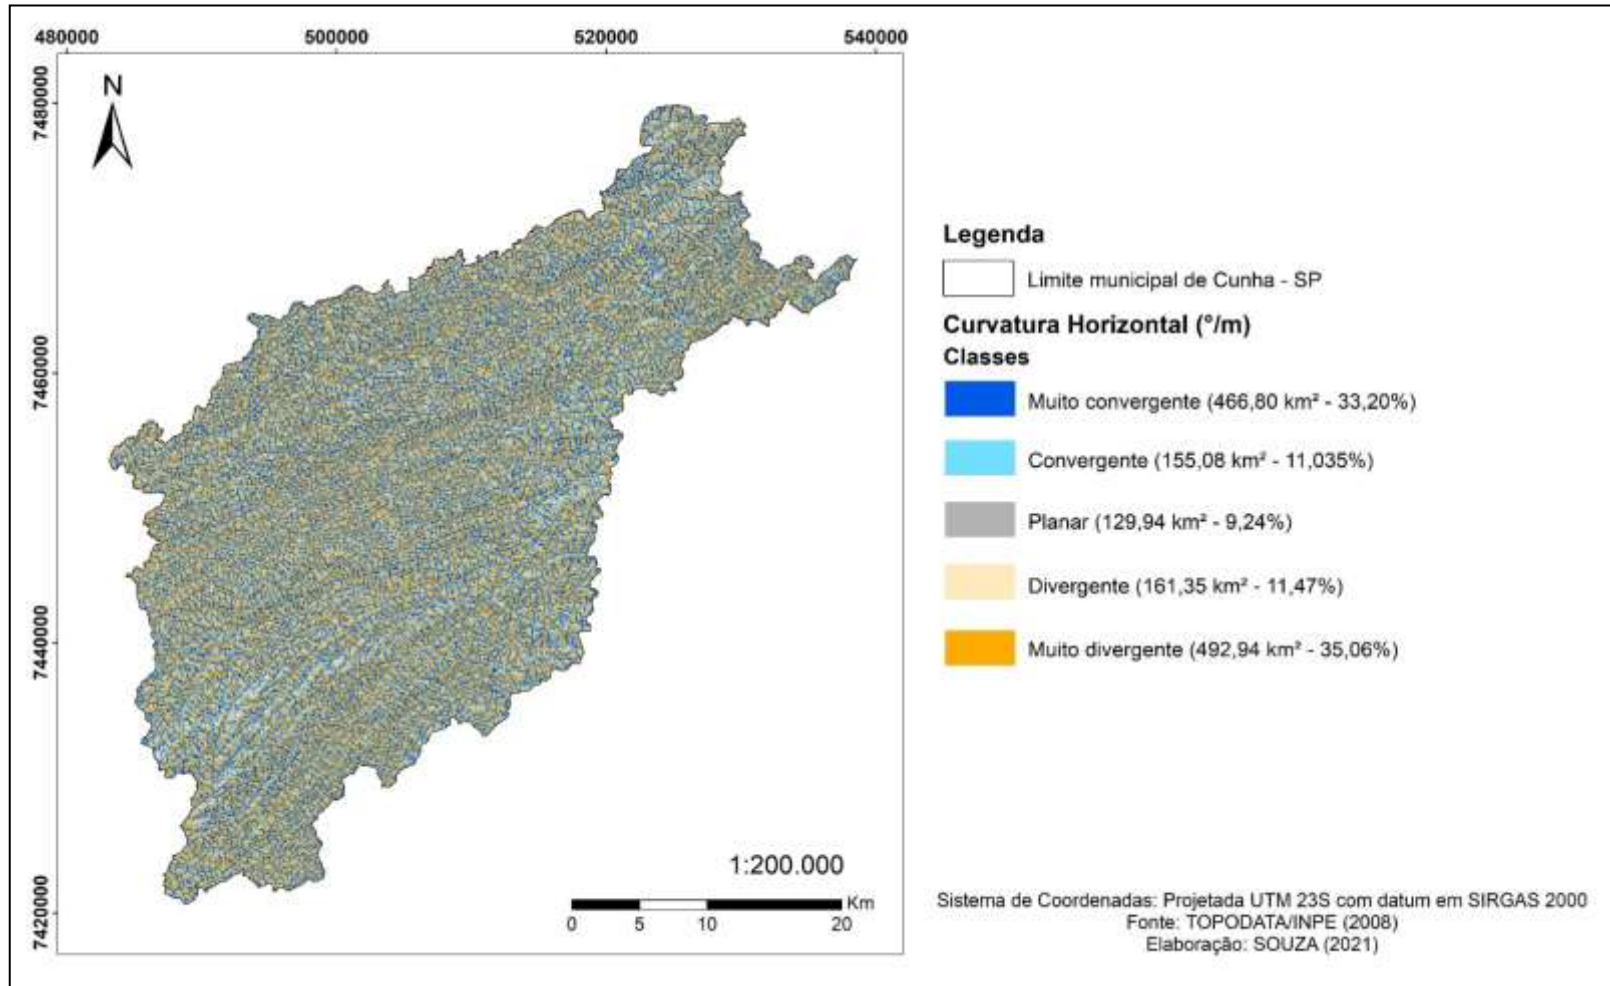 480000
500000
520000
540000
N
7480000
7460000
7440000
7420000
1:200.000
Km
0
5
10
20
Legenda
Limite municipal de Cunha - SP
Curvatura Horizontal (°/m)
Classes
Muito convergente (466,80 km² - 33,20%)
Convergente (155,08 km² - 11,035%)
Planar (129,94 km² - 9,24%)
Divergente (161,35 km² - 11,47%)
Muito divergente (492,94 km² - 35,06%)
Sistema de Coordenadas: Projetada UTM 23S com datum em SIRGAS 2000
Fonte: TOPODATA/INPE (2008)
Elaboração: SOUZA (2021)